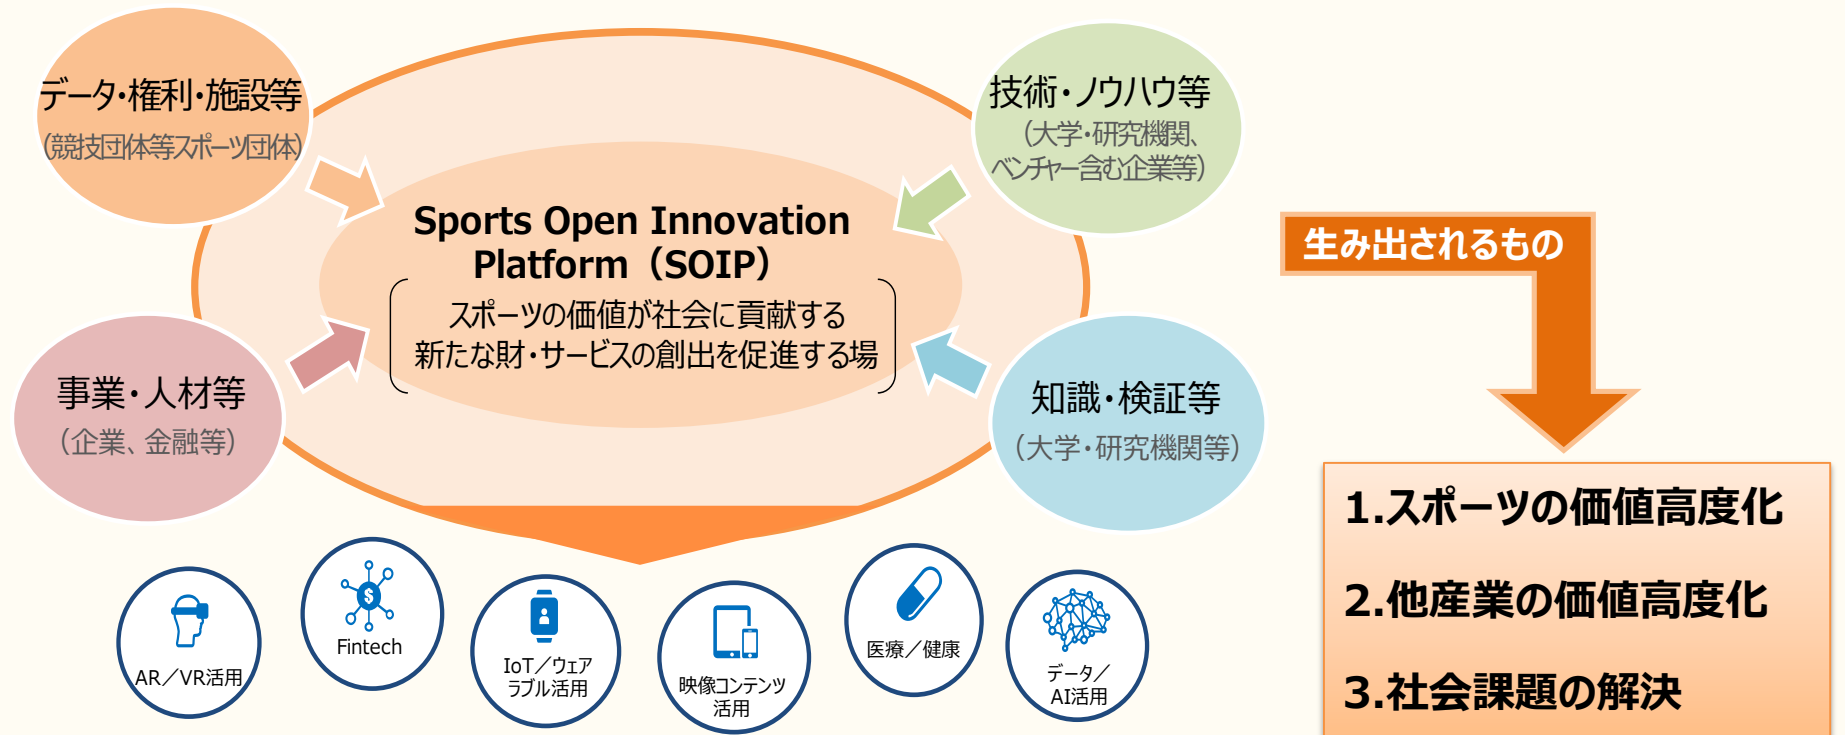 データ・権利・施設等
（競技団体等スポーツ団体）
技術・ノウハウ等
（大学・研究機関、
ベンチャー含む企業等）
Sports Open Innovation
Platform（SOIP）
スポーツの価値が社会に貢献する
新たな財・サービスの創出を促進する場
事業・人材等
（企業、金融等）
知識・検証等
（大学・研究機関等）
AR／VR活用
Fintech
IoT／ウェア
ラブル活用
映像コンテンツ
活用
医療／健康
データ／
AI活用
生み出されるもの
1.スポーツの価値高度化
2.他産業の価値高度化
3.社会課題の解決